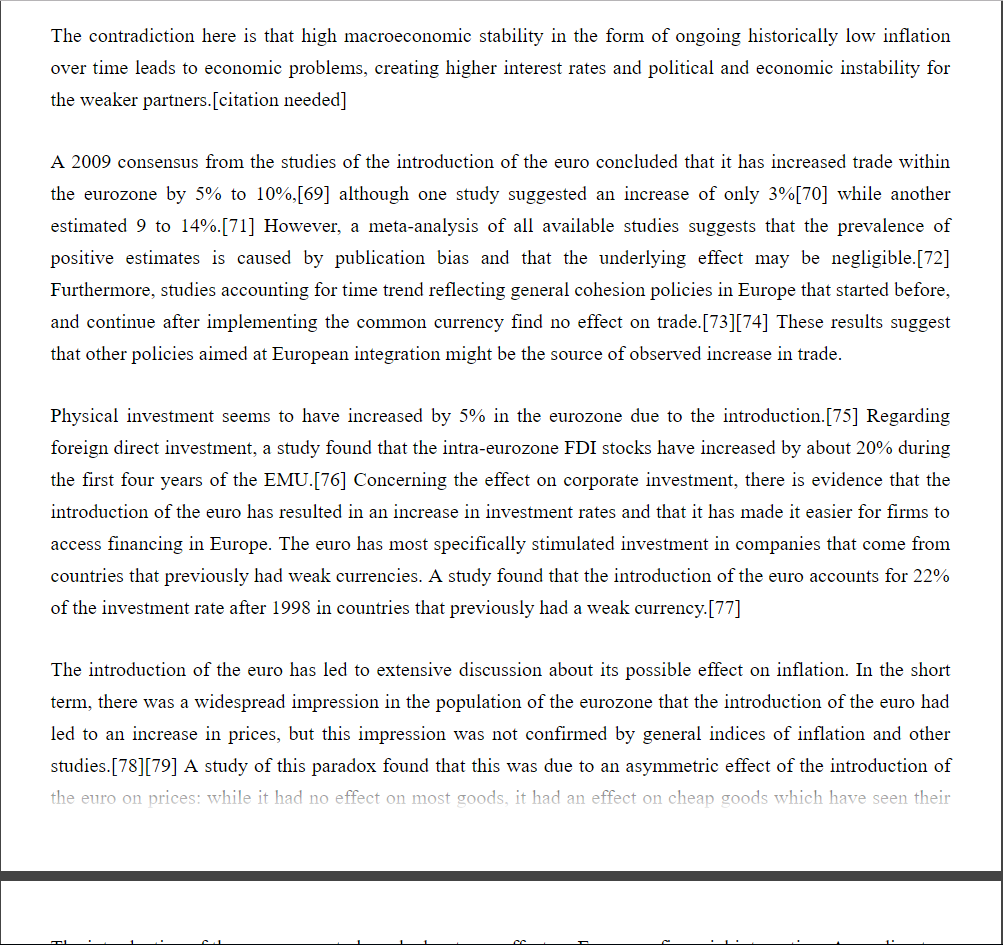 The contradiction here is that high macroeconomic stability in the form of ongoing historically low inflation
over time leads to economic problems, creating higher interest rates and political and economic instability for
the weaker partners.[citation needed]
A 2009 consensus from the studies of the introduction of the euro concluded that it has increased trade within
the eurozone by 5% to 10%,[69] although one study suggested an increase of only 3%[70] while another
estimated 9 to 14%.[71] However, a meta-analysis of all available studies suggests that the prevalence of
positive estimates is caused by publication bias and that the underlying effect may be negligible.[72]
Furthermore, studies accounting for time trend reflecting general cohesion policies in Europe that started before,
and continue after implementing the common currency find no effect on trade.[73][74] These results suggest
that other policies aimed at European integration might be the source of observed increase in trade.
Physical investment seems to have increased by 5% in the eurozone due to the introduction.[75] Regarding
foreign direct investment, a study found that the intra-eurozone FDI stocks have increased by about 20% during
the first four years of the EMU.[76] Concerning the effect on corporate investment, there is evidence that the
introduction of the euro has resulted in an increase in investment rates and that it has made it easier for firms to
access financing in Europe. The euro has most specifically stimulated investment in companies that come from
countries that previously had weak currencies. A study found that the introduction of the euro accounts for 22%
of the investment rate after 1998 in countries that previously had a weak currency.[77]
The introduction of the euro has led to extensive discussion about its possible effect on inflation. In the short
term, there was a widespread impression in the population of the eurozone that the introduction of the euro had
led to an increase in prices, but this impression was not confirmed by general indices of inflation and other
studies.[78][79] A study of this paradox found that this was due to an asymmetric effect of the introduction of
the euro on prices: while it had no effect on most goods, it had an effect on cheap goods which have seen their